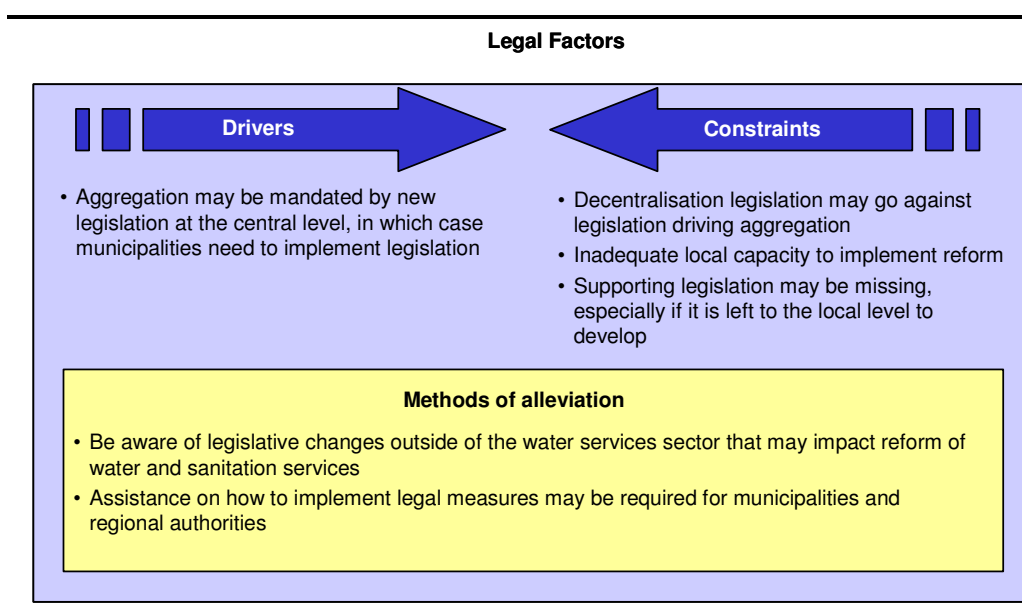 Legal Factors
Drivers
• Aggregation may be mandated by new
legislation at the central level, in which case
municipalities need to implement legislation
Constraints
• Decentralisation legislation may go against
legislation driving aggregation
• Inadequate local capacity to implement reform
• Supporting legislation may be missing,
especially if it is left to the local level to
develop
Methods of alleviation
• Be aware of legislative changes outside of the water services sector that may impact reform of
water and sanitation services
• Assistance on how to implement legal measures may be required for municipalities and
regional authorities